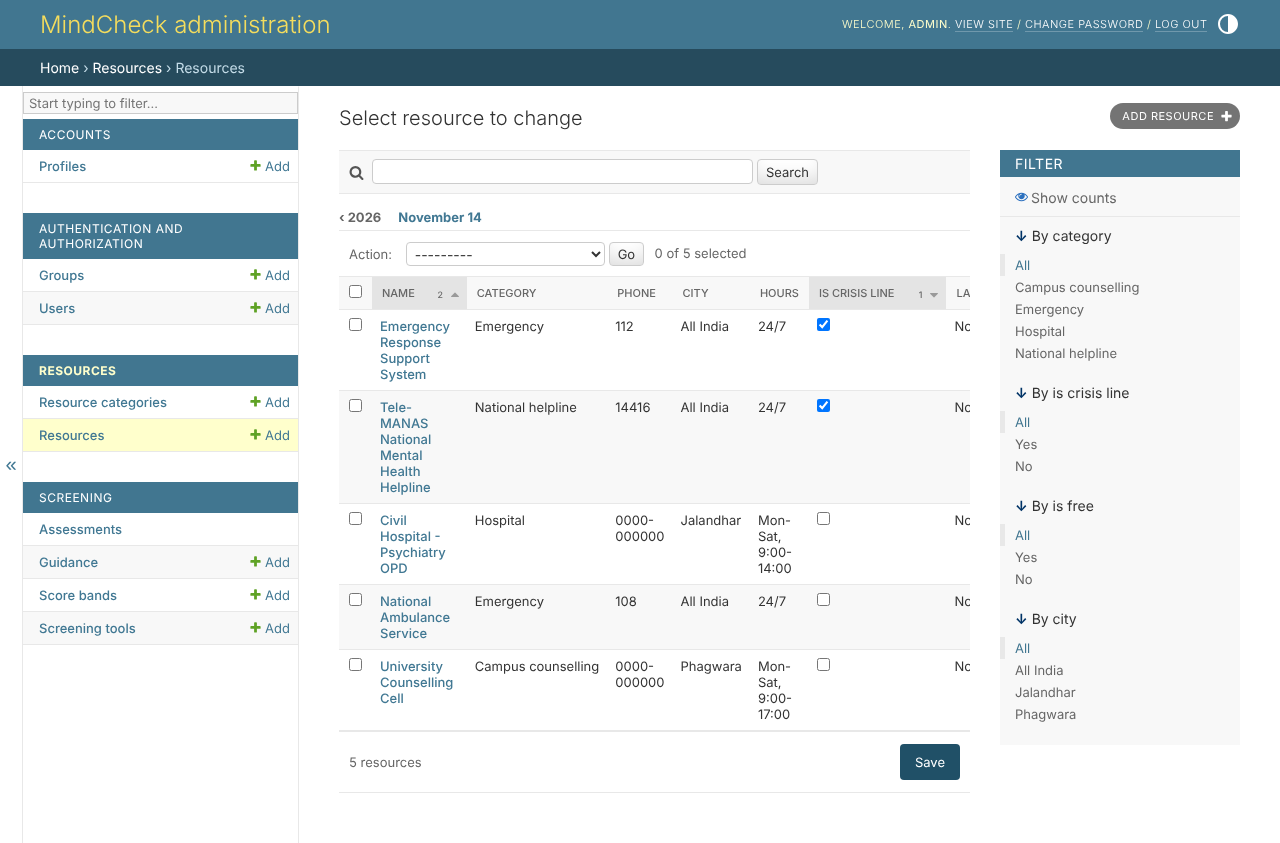 MindCheck administration
WELCOME, ADMIN. VIEW SITE / CHANGE PASSWORD / LOG OUT
Home › Resources › Resources
Start typing to filter...
ACCOUNTS
Profiles
Add
AUTHENTICATION AND
AUTHORIZATION
Groups
Add
Users
Add
RESOURCES
Resource categories
Add
Resources
Add
«
SCREENING
Assessments
Guidance
Add
Score bands
Add
Screening tools
Add
Select resource to change
ADD RESOURCE
Search
‹ 2026 November 14
Action: --------- Go 0 of 5 selected
NAME 2 CATEGORY PHONE CITY HOURS IS CRISIS LINE 1 LA
Emergency Response Support System Emergency 112 All India 24/7 No
Tele-MANAS National Mental Health Helpline National helpline 14416 All India 24/7 No
Civil Hospital - Psychiatry OPD Hospital 0000-000000 Jalandhar Mon-Sat, 9:00-14:00 No
National Ambulance Service Emergency 108 All India 24/7 No
University Counselling Cell Campus counselling 0000-000000 Phagwara Mon-Sat, 9:00-17:00 No
5 resources
Save
FILTER
Show counts
By category
All
Campus counselling
Emergency
Hospital
National helpline
By is crisis line
All
Yes
No
By is free
All
Yes
No
By city
All
All India
Jalandhar
Phagwara